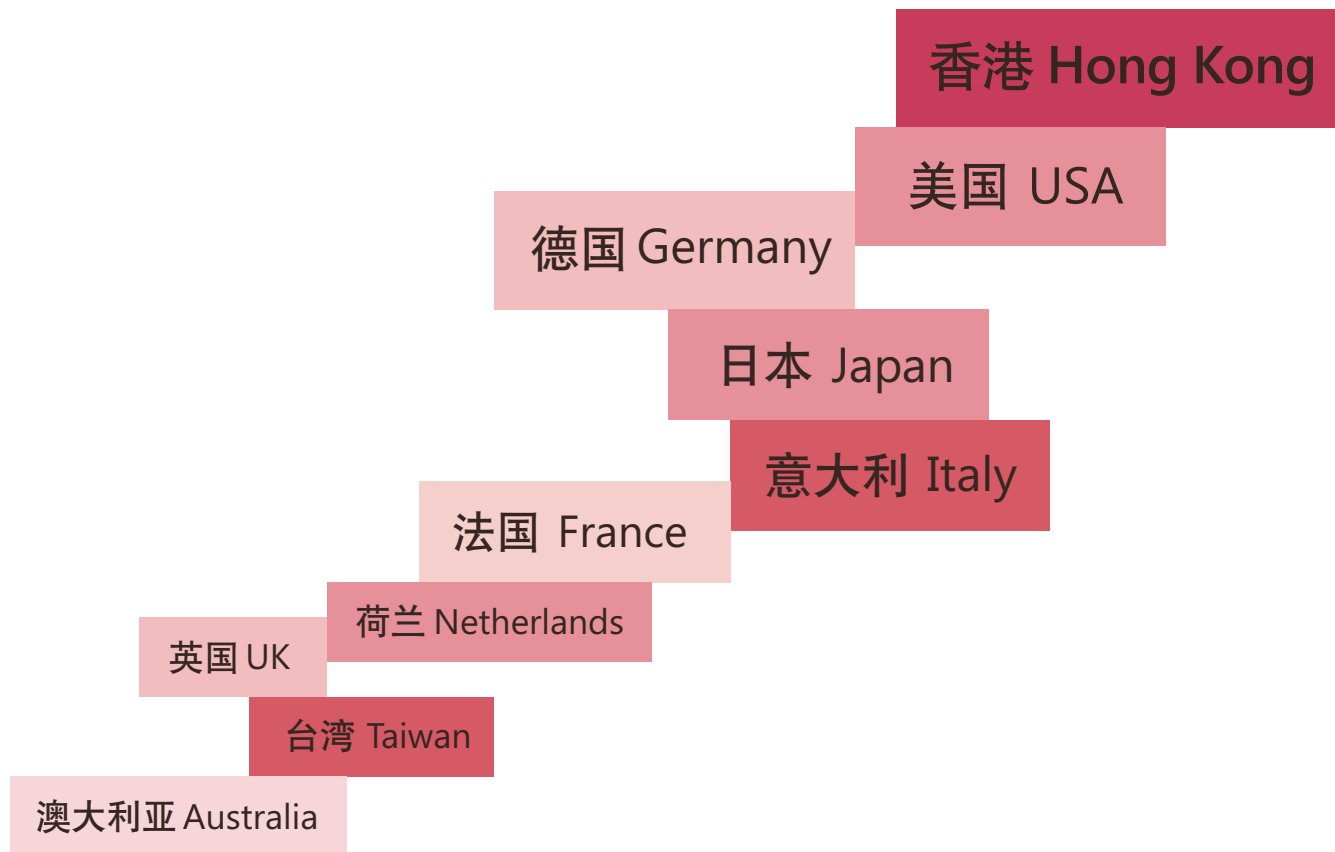 香港 Hong Kong
美国 USA
德国 Germany
日本 Japan
意大利 Italy
法国 France
荷兰 Netherlands
英国 UK
台湾 Taiwan
澳大利亚 Australia